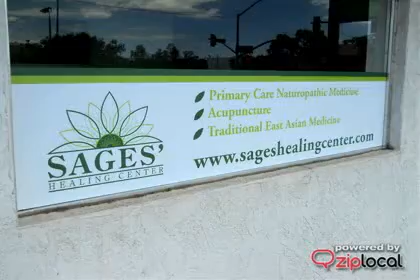 Primary Care Naturopathic Medicine
Acupuncture
Traditional East Asian Medicine
SAGES'
HEALING CENTER
www.sageshealingcenter.com
powered by
ziplocal